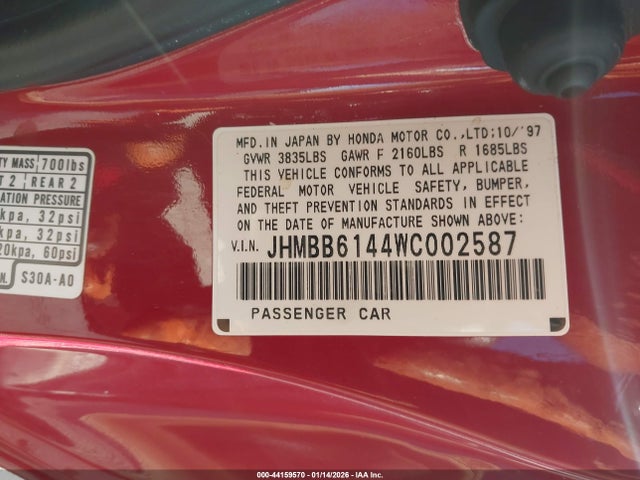 MFD.IN JAPAN BY HONDA MOTOR CO.,LTD:10/'97
GVWR 3835LBS GAWR F 2160LBS R 1685LBS
THIS VEHICLE CONFORMS TO ALL APPLICABLE
FEDERAL MOTOR VEHICLE SAFETY, BUMPER,
AND THEFT PREVENTION STANDARDS IN EFFECT
ON THE DATE OF MANUFACTURE SHOWN ABOVE:
V.I.N. JHMBB6144WC002587
PASSENGER CAR
TY MASS 700lbs
T 2 REAR 2
ATION PRESSURE
kpa, 32psi
kpa, 32psi
20kpa, 60psi
N. S30A-A0
000-44159570 - 01/14/2026 - IAA Inc.